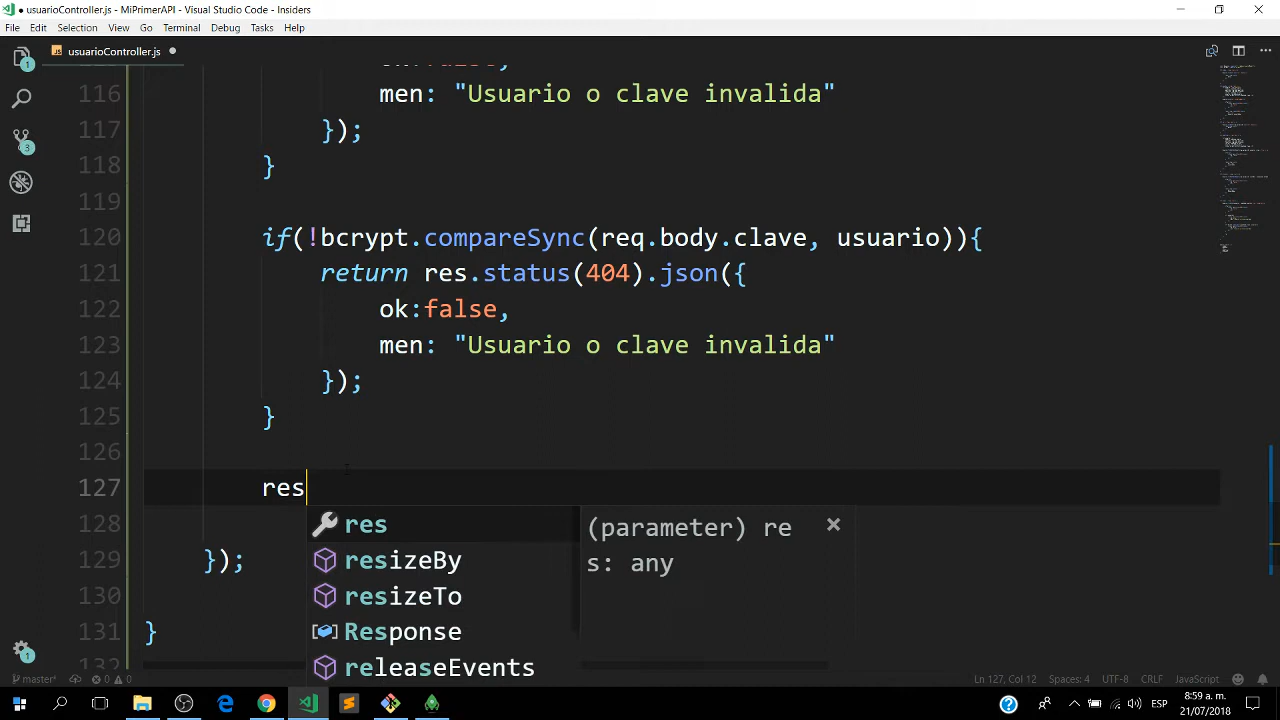 usuarioController.js - MiPrimerAPI - Visual Studio Code - Insiders
File Edit Selection View Go Terminal Debug Tasks Help
usuarioController.js
116 men: "Usuario o clave invalida"
117 });
118 }
119
120 if(!bcrypt.compareSync(req.body.clave, usuario)){
121 return res.status(404).json({
122 ok:false,
123 men: "Usuario o clave invalida"
124 });
125 }
126
127 res
128 res
(parameter) re
s: any
resizeBy
129 });
130 resizeTo
131 } Response
132 releaseEvents
master* 0 0 Ln 127, Col 12 Spaces: 4 UTF-8 CRLF JavaScript
ESP 8:59 a. m.
21/07/2018